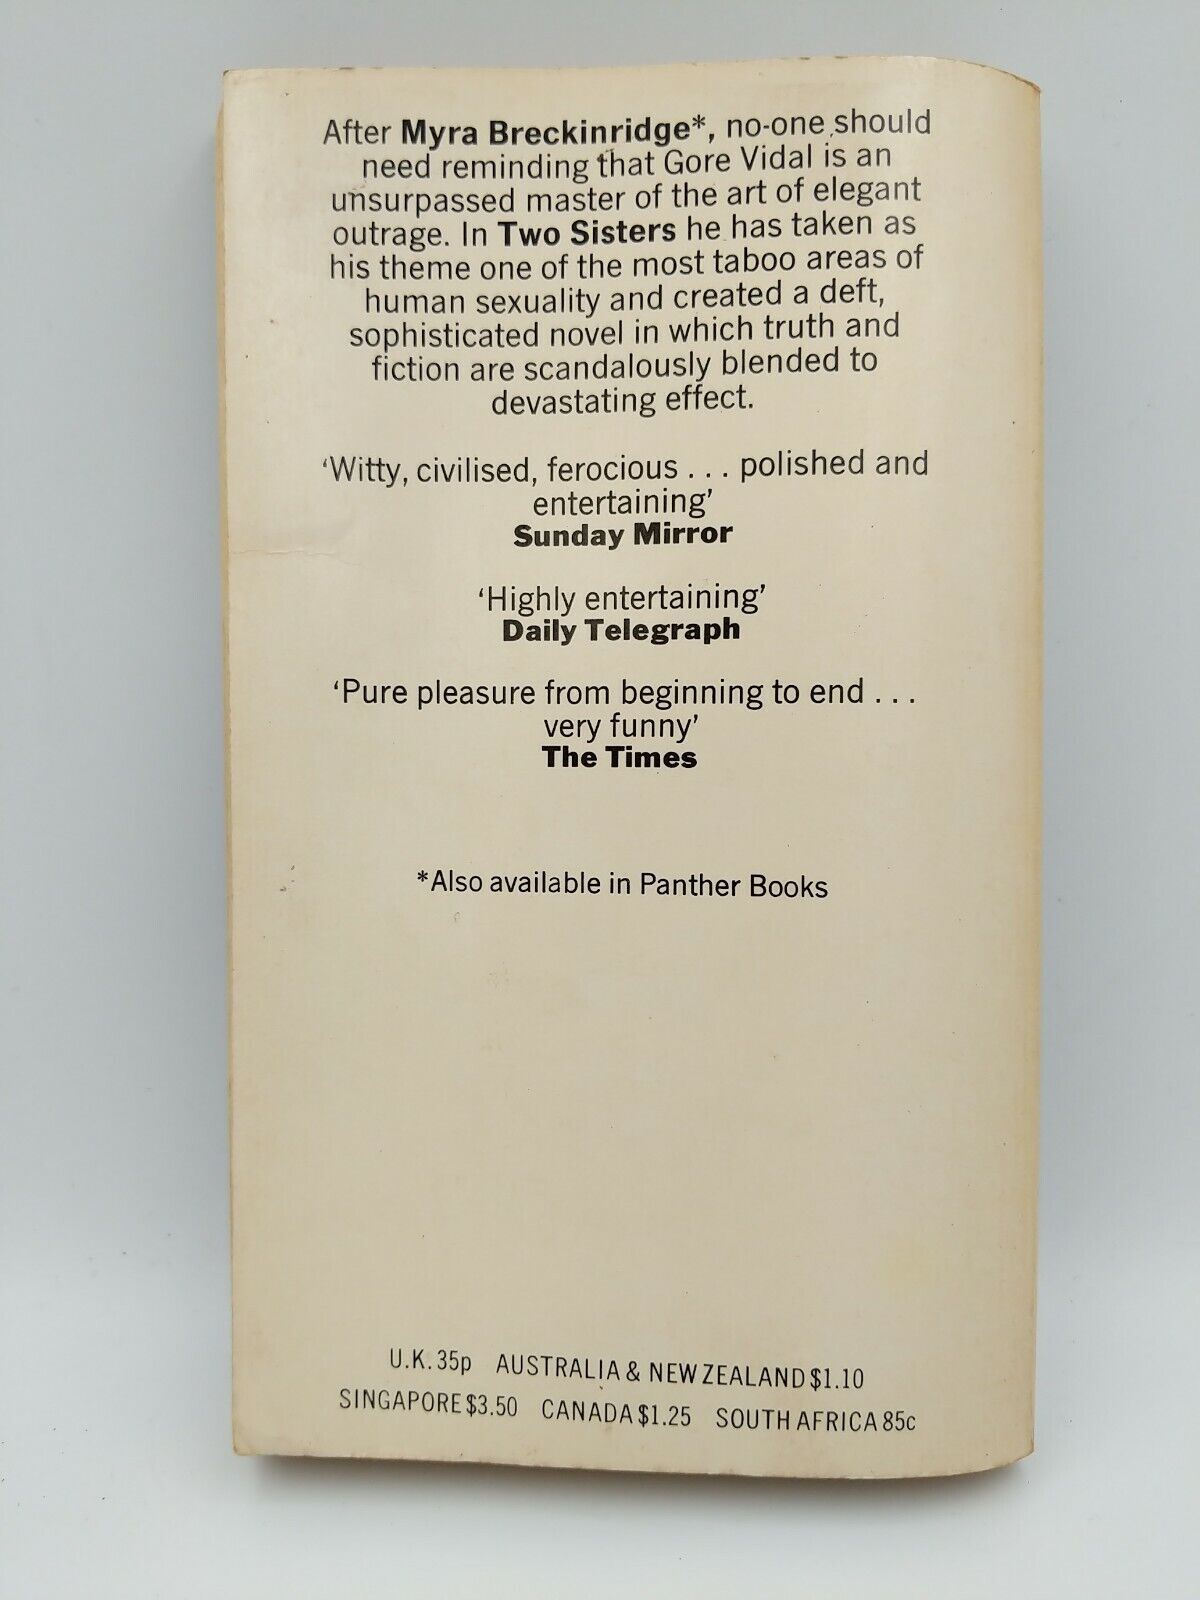 After Myra Breckinridge*, no-one should
need reminding that Gore Vidal is an
unsurpassed master of the art of elegant
outrage. In Two Sisters he has taken as
his theme one of the most taboo areas of
human sexuality and created a deft,
sophisticated novel in which truth and
fiction are scandalously blended to
devastating effect.
‘Witty, civilised, ferocious . . . polished and
entertaining’
Sunday Mirror
‘Highly entertaining’
Daily Telegraph
‘Pure pleasure from beginning to end . . .
very funny’
The Times
*Also available in Panther Books
U.K. 35p AUSTRALIA & NEW ZEALAND $1.10
SINGAPORE $3.50 CANADA $1.25 SOUTH AFRICA 85c